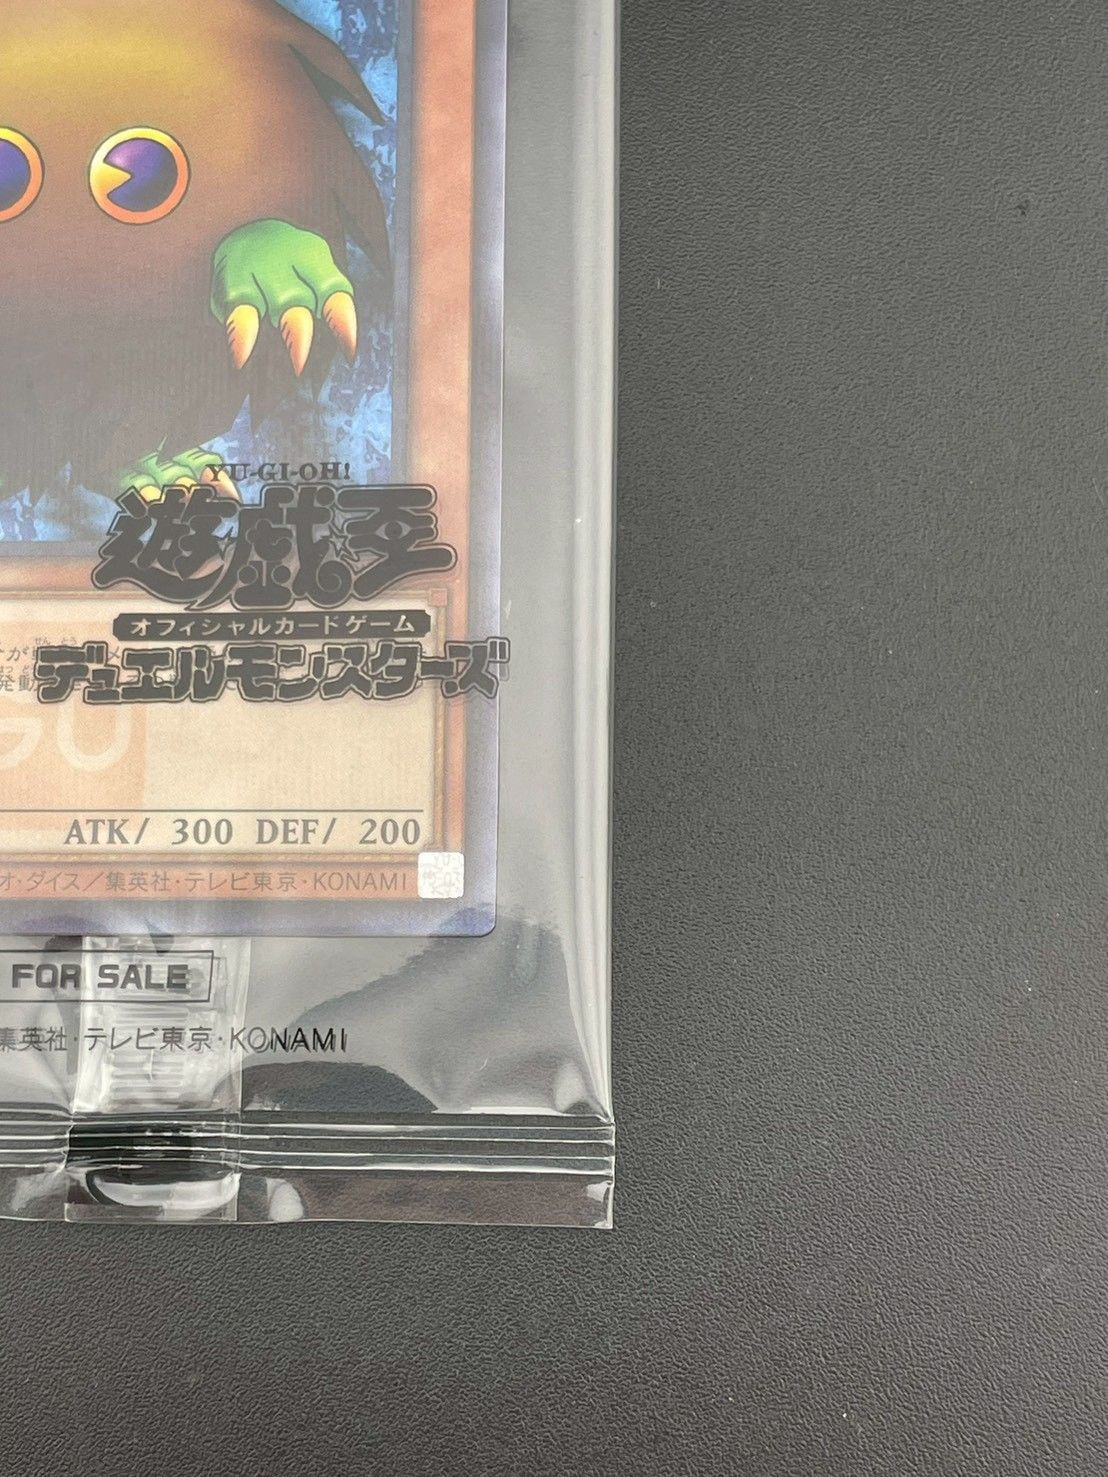 YU-GI-OH!
遊戯王
オフィシャルカードゲーム
デュエルモンスターズ
ATK/ 300 DEF/ 200
オ・ダイス／集英社・テレビ東京・KONAMI
FOR SALE
集英社・テレビ東京・KONAMI